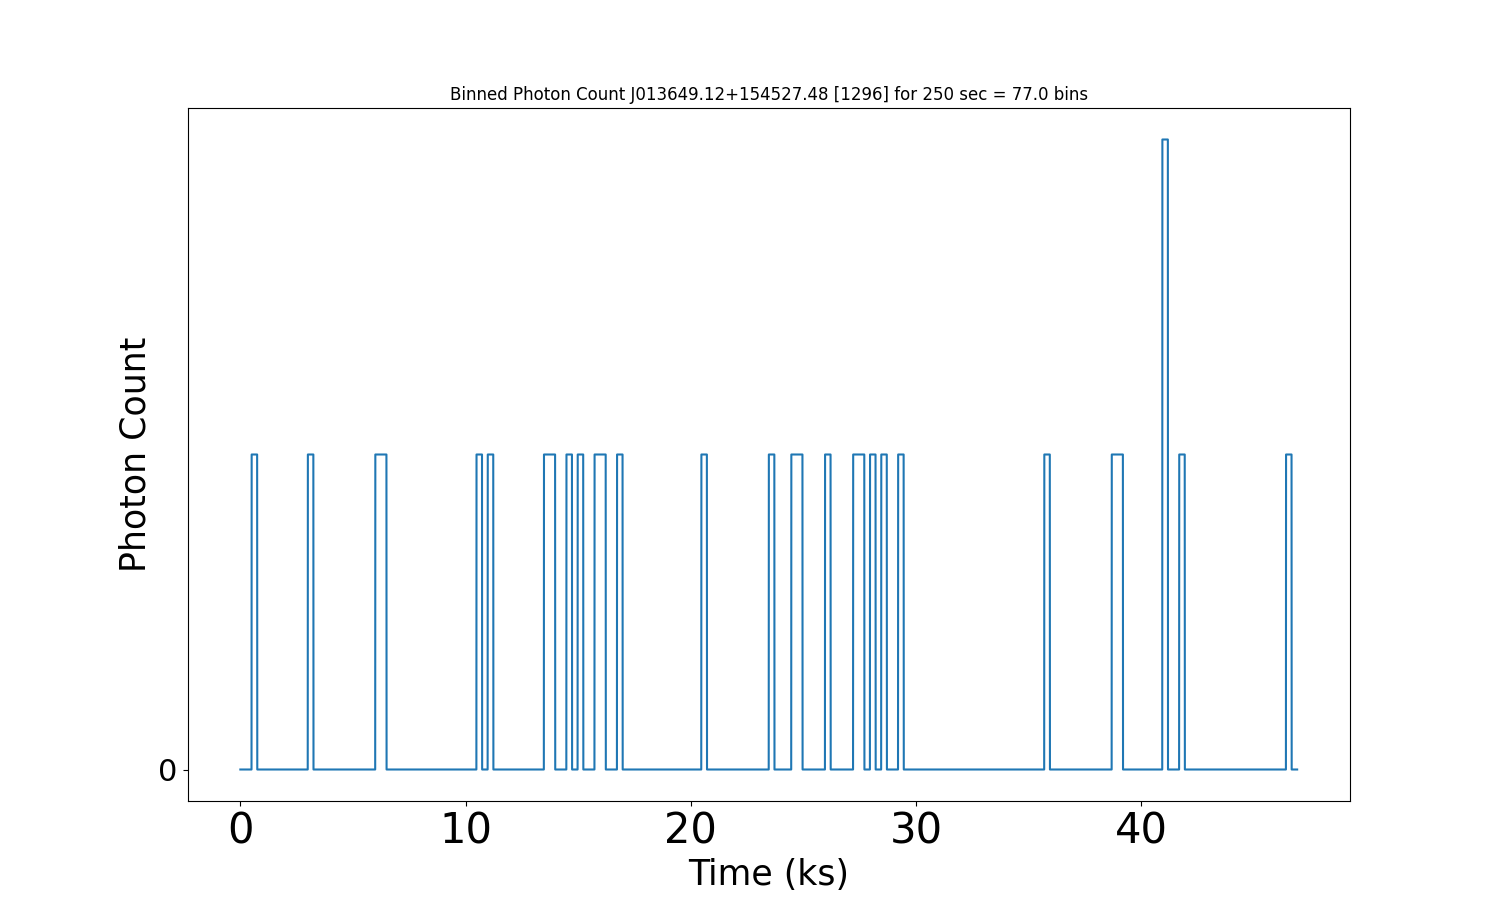 Binned Photon Count J013649.12+154527.48 [1296] for 250 sec = 77.0 bins
Photon Count
0
0 10 20 30 40
Time (ks)